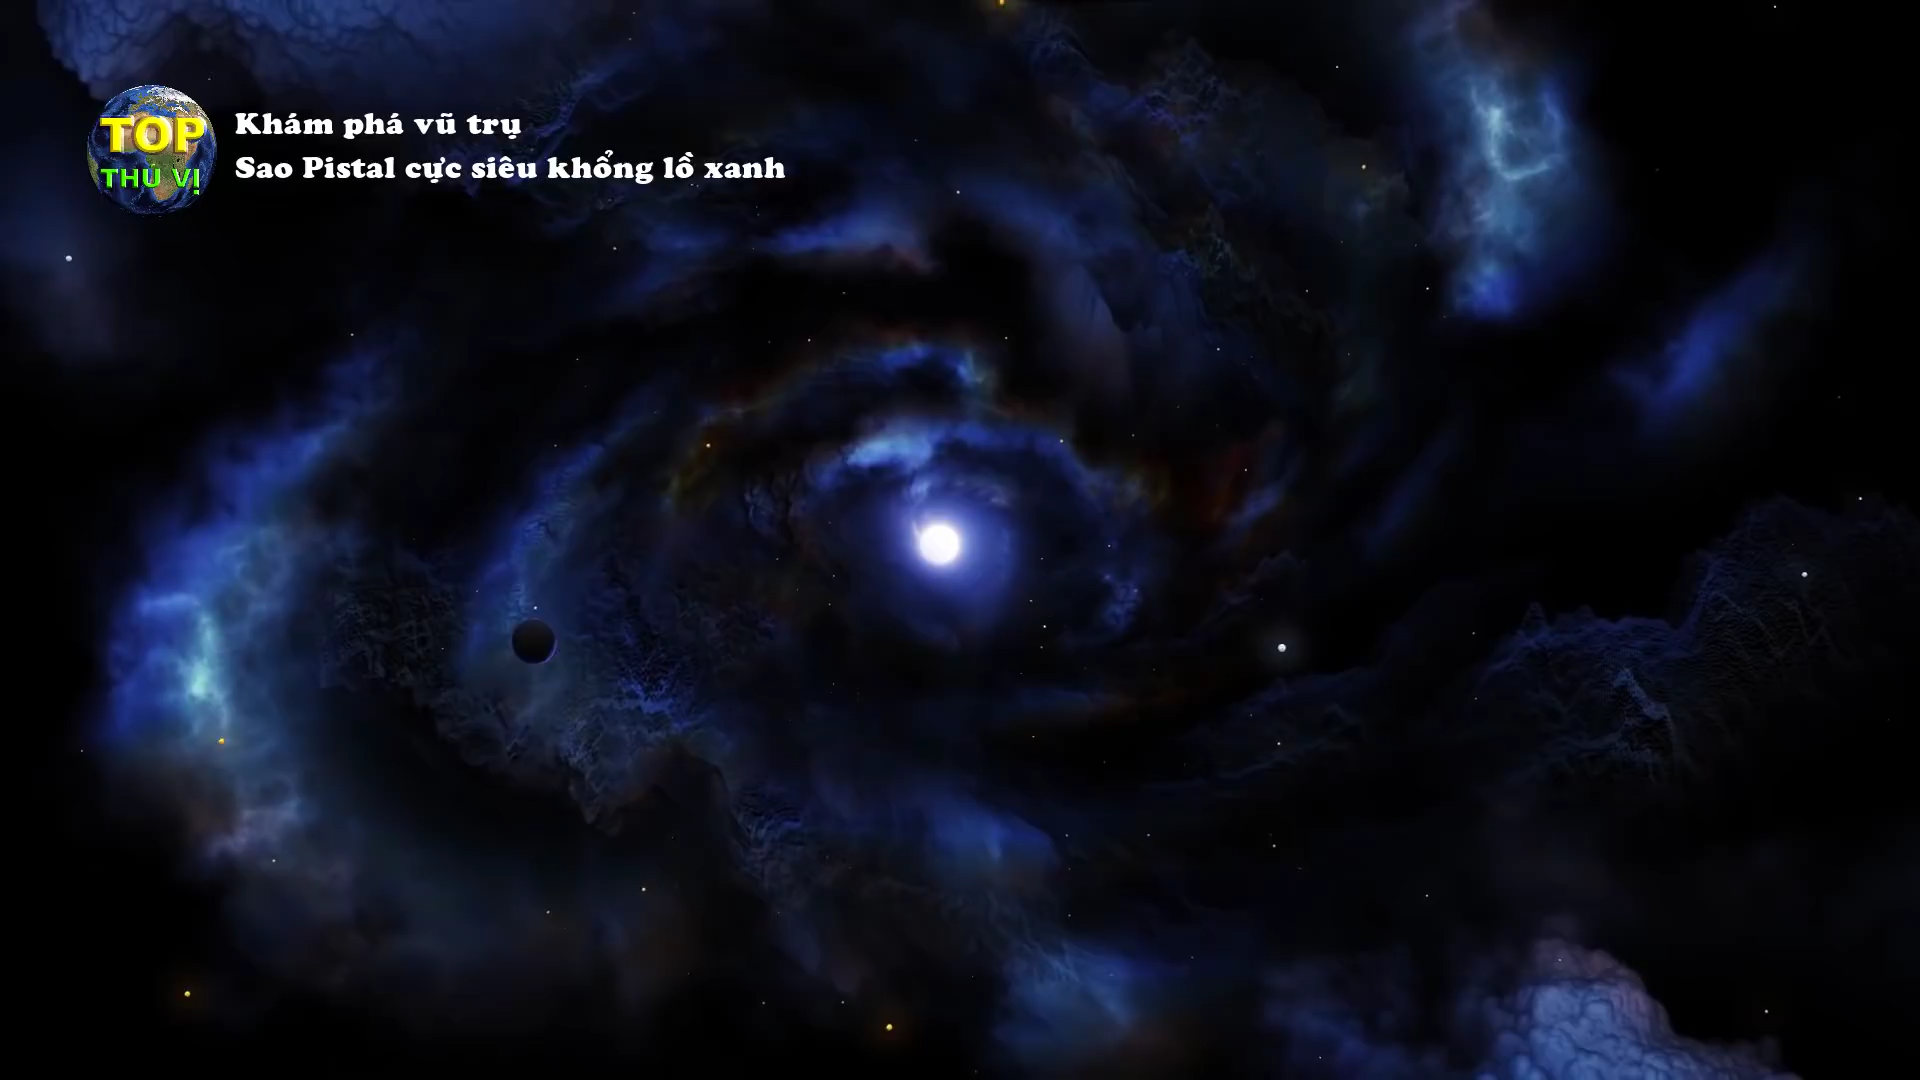 TOP
THÚ VỊ
Khám phá vũ trụ
Sao Pistal cực siêu khổng lồ xanh